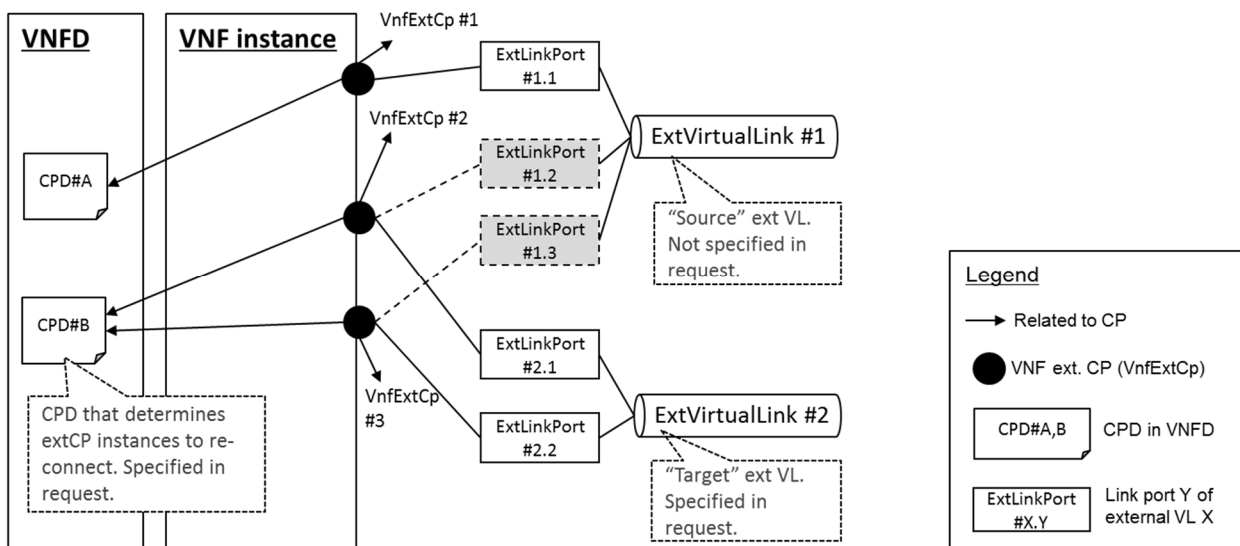 VNFD
VNF instance
VnfExtCp #1
ExtLinkPort
#1.1
VnfExtCp #2
ExtVirtualLink #1
ExtLinkPort
#1.2
CPD#A
"Source" ext VL.
Not specified in
request.
ExtLinkPort
#1.3
CPD#B
ExtLinkPort
#2.1
VnfExtCp
#3
ExtVirtualLink #2
ExtLinkPort
#2.2
CPD that determines
extCP instances to re-
connect. Specified in
request.
"Target" ext VL.
Specified in
request.
Legend
Related to CP
VNF ext. CP (VnfExtCp)
CPD#A,B
CPD in VNFD
ExtLinkPort
#X.Y
Link port Y of
external VL X